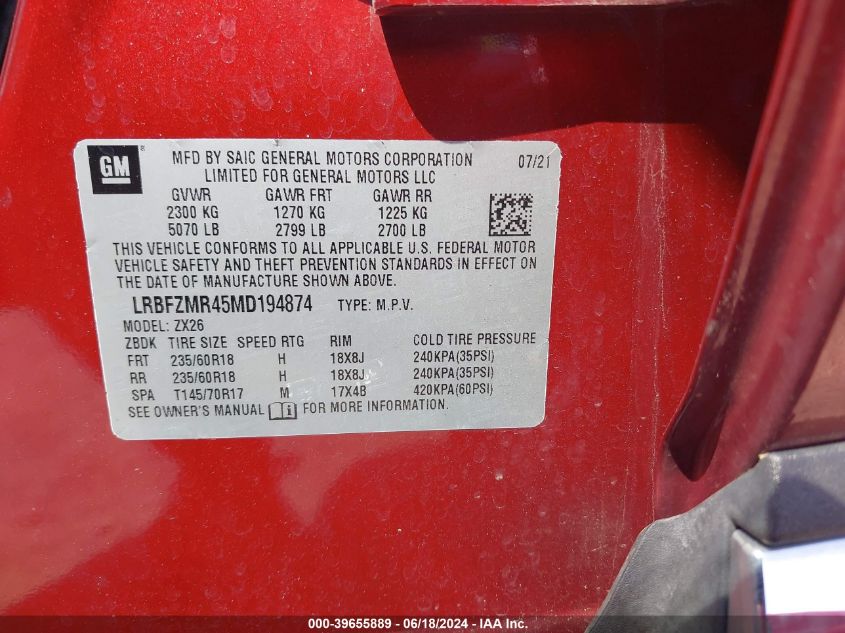 GM
MFD BY SAIC GENERAL MOTORS CORPORATION 07/21
LIMITED FOR GENERAL MOTORS LLC
GVWR GAWR FRT GAWR RR
2300 KG 1270 KG 1225 KG
5070 LB 2799 LB 2700 LB
THIS VEHICLE CONFORMS TO ALL APPLICABLE U.S. FEDERAL MOTOR
VEHICLE SAFETY AND THEFT PREVENTION STANDARDS IN EFFECT ON
THE DATE OF MANUFACTURE SHOWN ABOVE.
LRBFZMR45MD194874 TYPE: M.P.V.
MODEL: ZX26
ZBDK TIRE SIZE SPEED RTG RIM COLD TIRE PRESSURE
FRT 235/60R18 H 18X8J 240KPA(35PSI)
RR 235/60R18 H 18X8J 240KPA(35PSI)
SPA T145/70R17 M 17X4B 420KPA(60PSI)
SEE OWNER'S MANUAL FOR MORE INFORMATION.
000-39655889 - 06/18/2024 - IAA Inc.